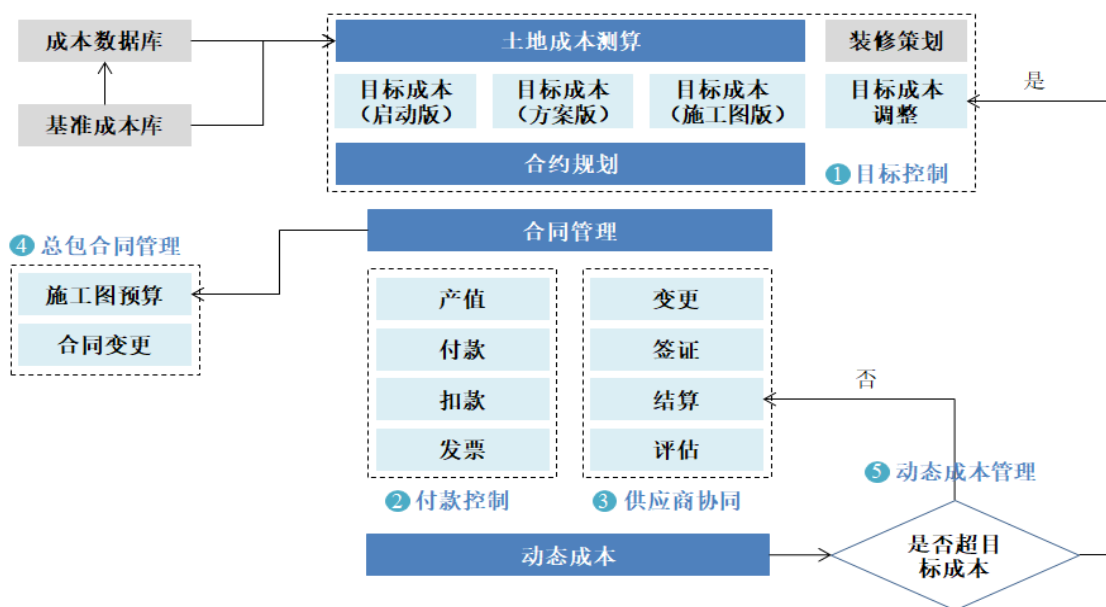 成本数据库
土地成本测算
装修策划
是
基准成本库
目标成本
（启动版）
目标成本
（方案版）
目标成本
（施工图版）
目标成本
调整
合约规划
1 目标控制
合同管理
4 总包合同管理
施工图预算
合同变更
产值
付款
扣款
发票
变更
签证
结算
评估
否
2 付款控制
3 供应商协同
5 动态成本管理
动态成本
是否超目
标成本